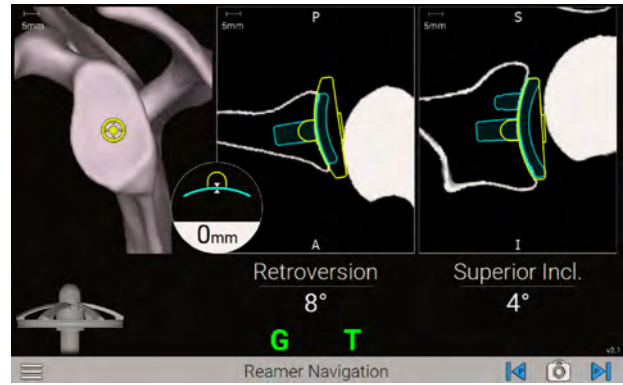 5mm
P
5mm
S
5mm
0mm
A
I
Retroversion
Superior Incl.
8°
4°
G T
v2.1
Reamer Navigation
P
P